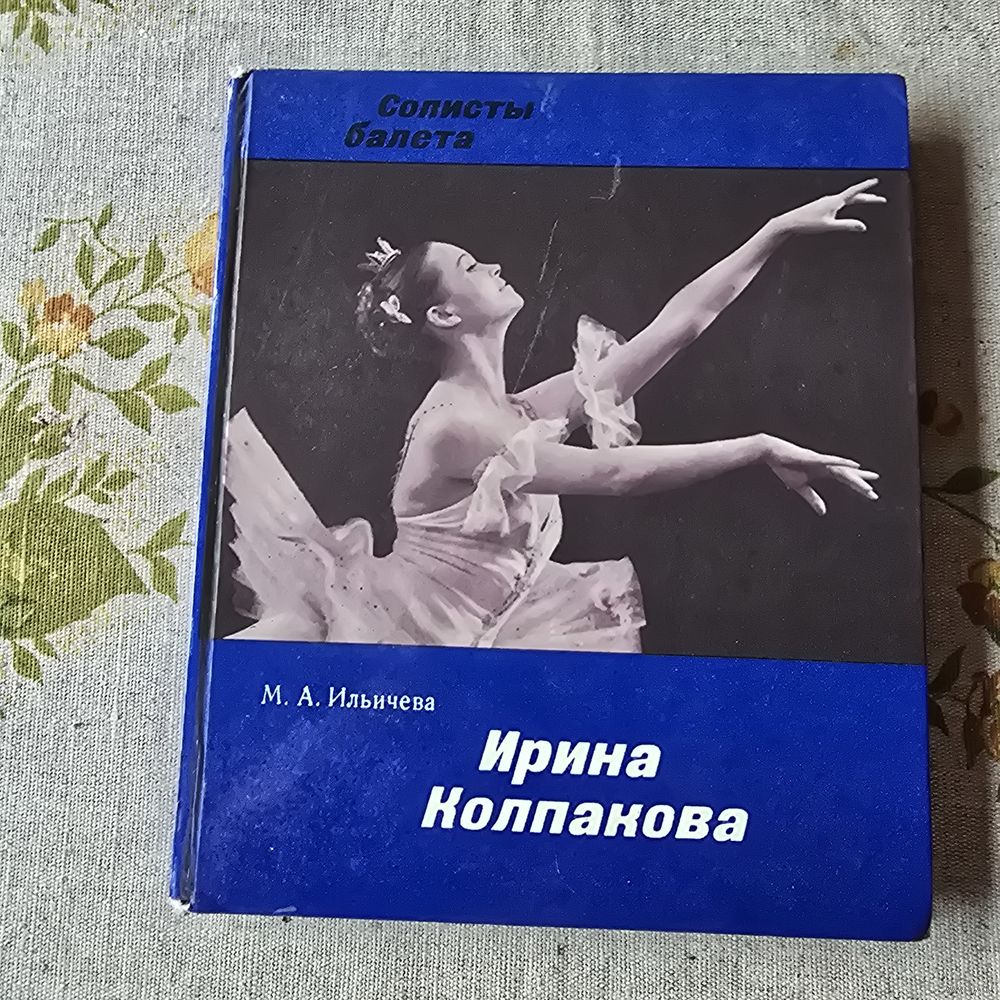 Солисты
балета
М. А. Ильичева
Ирина
Колпакова